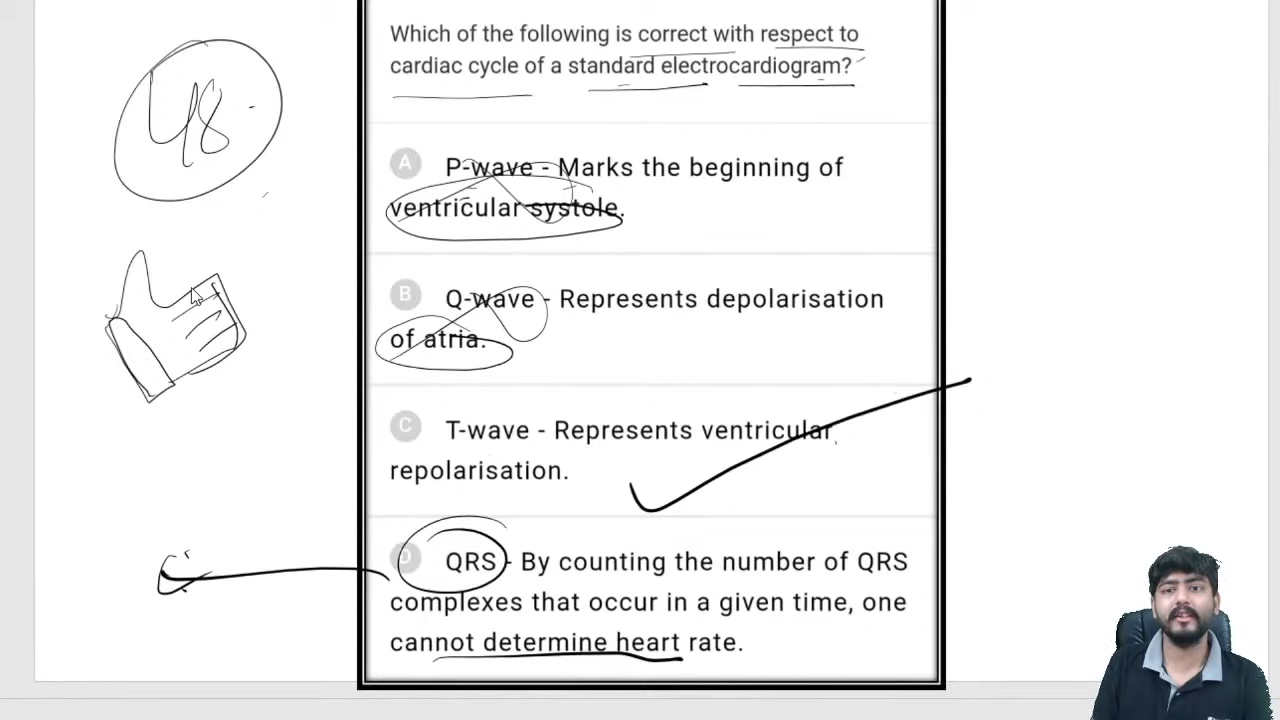 Which of the following is correct with respect to
cardiac cycle of a standard electrocardiogram?
48
A P-wave - Marks the beginning of
ventricular systole.
B Q-wave - Represents depolarisation
of atria.
C T-wave - Represents ventricular
repolarisation.
D QRS - By counting the number of QRS
complexes that occur in a given time, one
cannot determine heart rate.